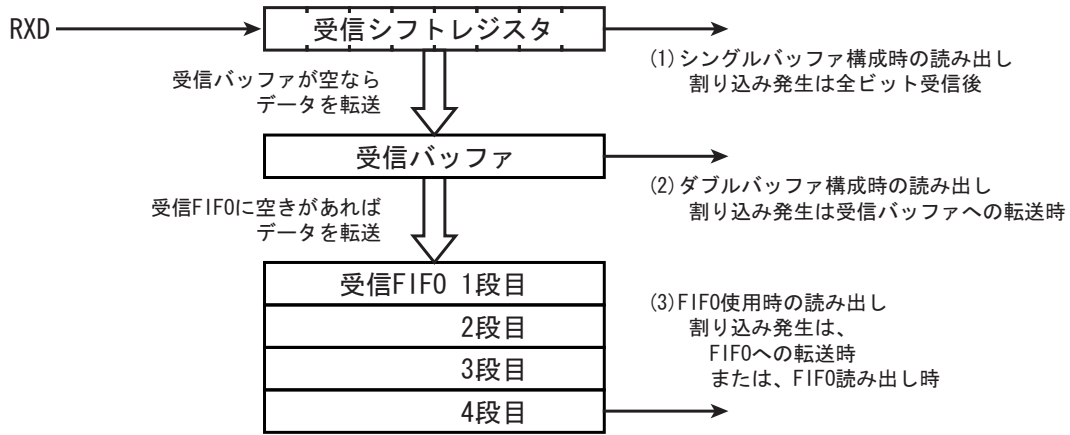 RXD
受信シフトレジスタ
(1)シングルバッファ構成時の読み出し
割り込み発生は全ビット受信後
受信バッファが空なら
データを転送
受信バッファ
(2)ダブルバッファ構成時の読み出し
割り込み発生は受信バッファへの転送時
受信FIFOに空きがあれば
データを転送
受信FIFO 1段目
2段目
3段目
4段目
(3)FIFO使用時の読み出し
割り込み発生は、
FIFOへの転送時
または、FIFO読み出し時